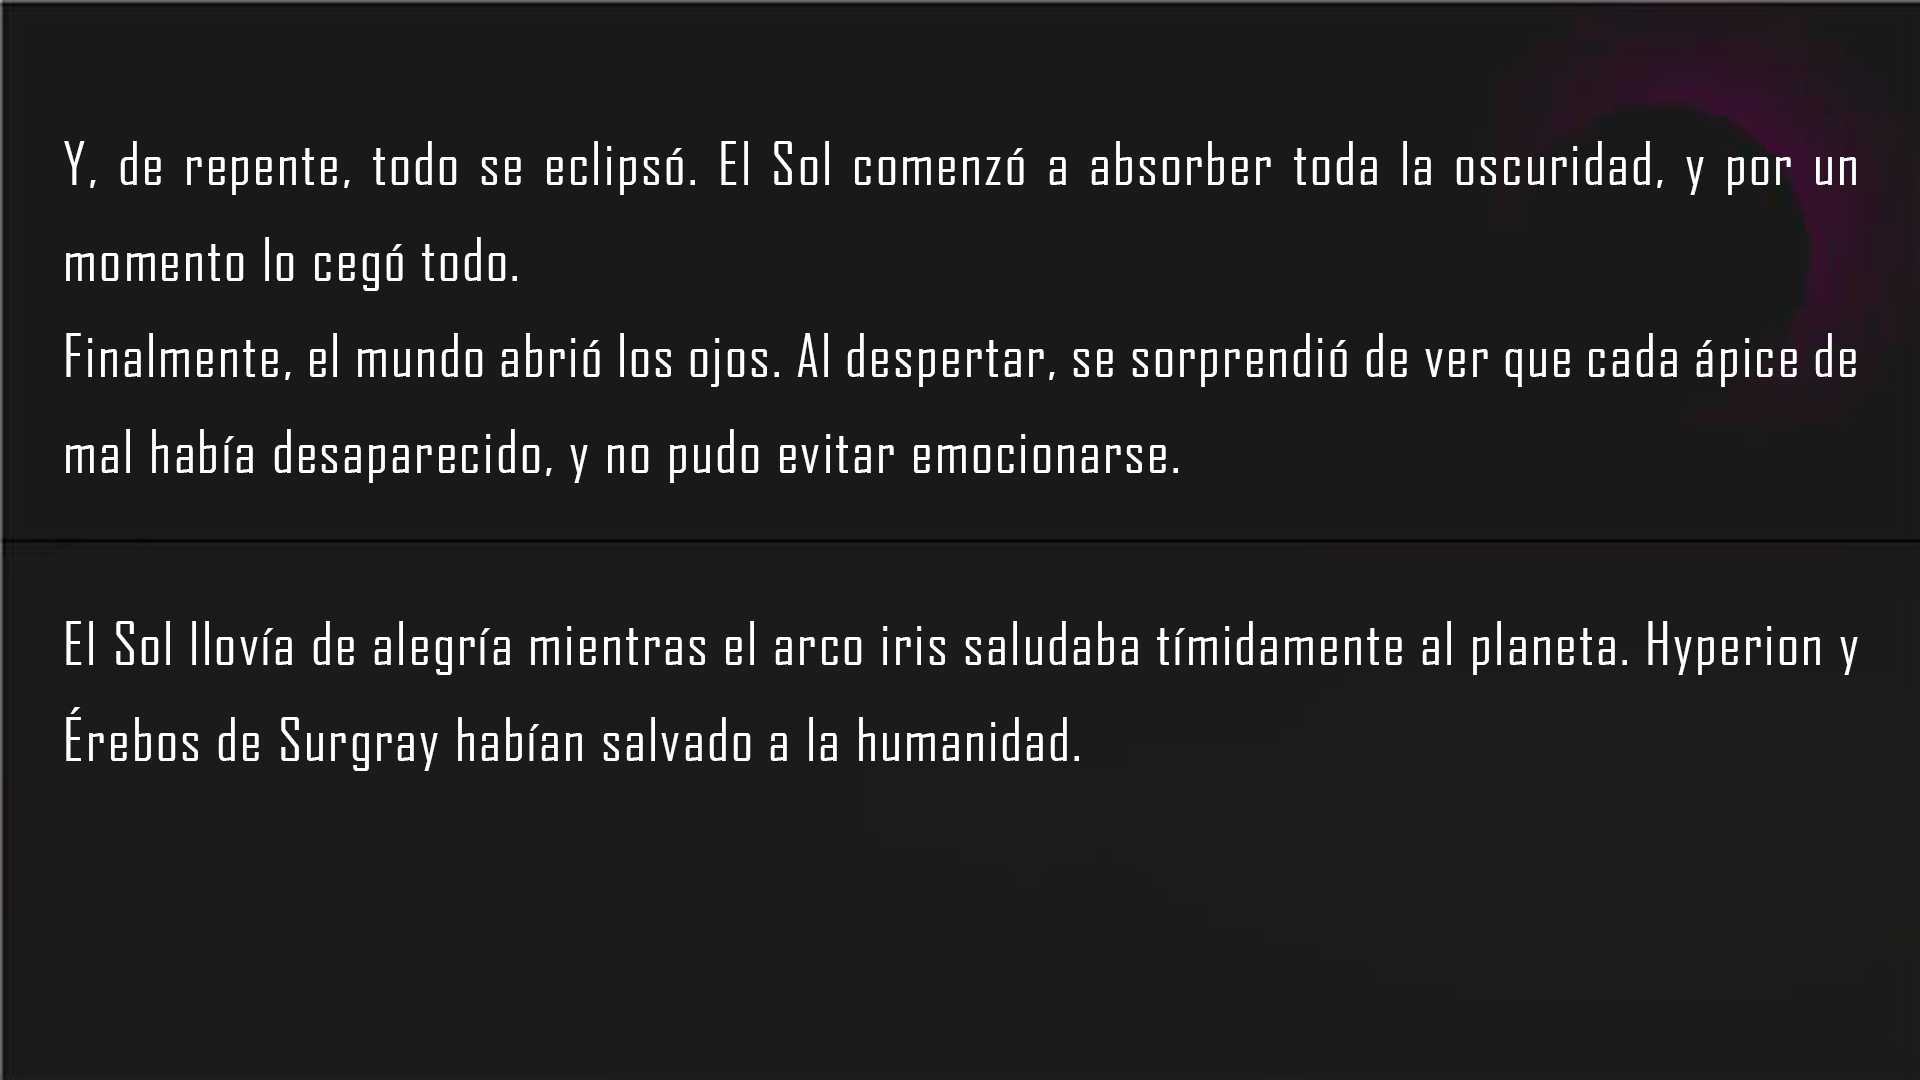 Y, de repente, todo se eclipsó. El Sol comenzó a absorber toda la oscuridad, y por un
momento lo cegó todo.
Finalmente, el mundo abrió los ojos. Al despertar, se sorprendió de ver que cada ápice de
mal había desaparecido, y no pudo evitar emocionarse.
El Sol llovía de alegría mientras el arco iris saludaba tímidamente al planeta. Hyperion y
Érebos de Surgray habían salvado a la humanidad.